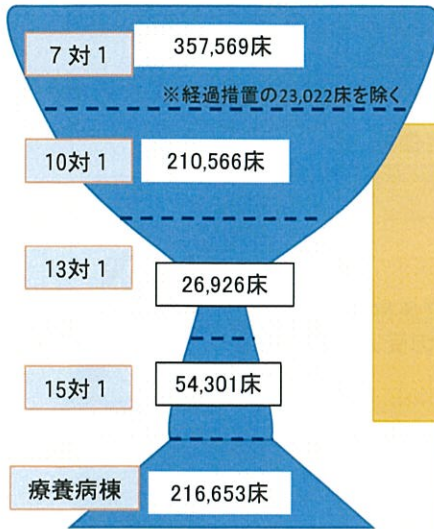 7対1
357,569床
※経過措置の23,022床を除く
10対1
210,566床
13対1
26,926床
15対1
54,301床
療養病棟
216,653床